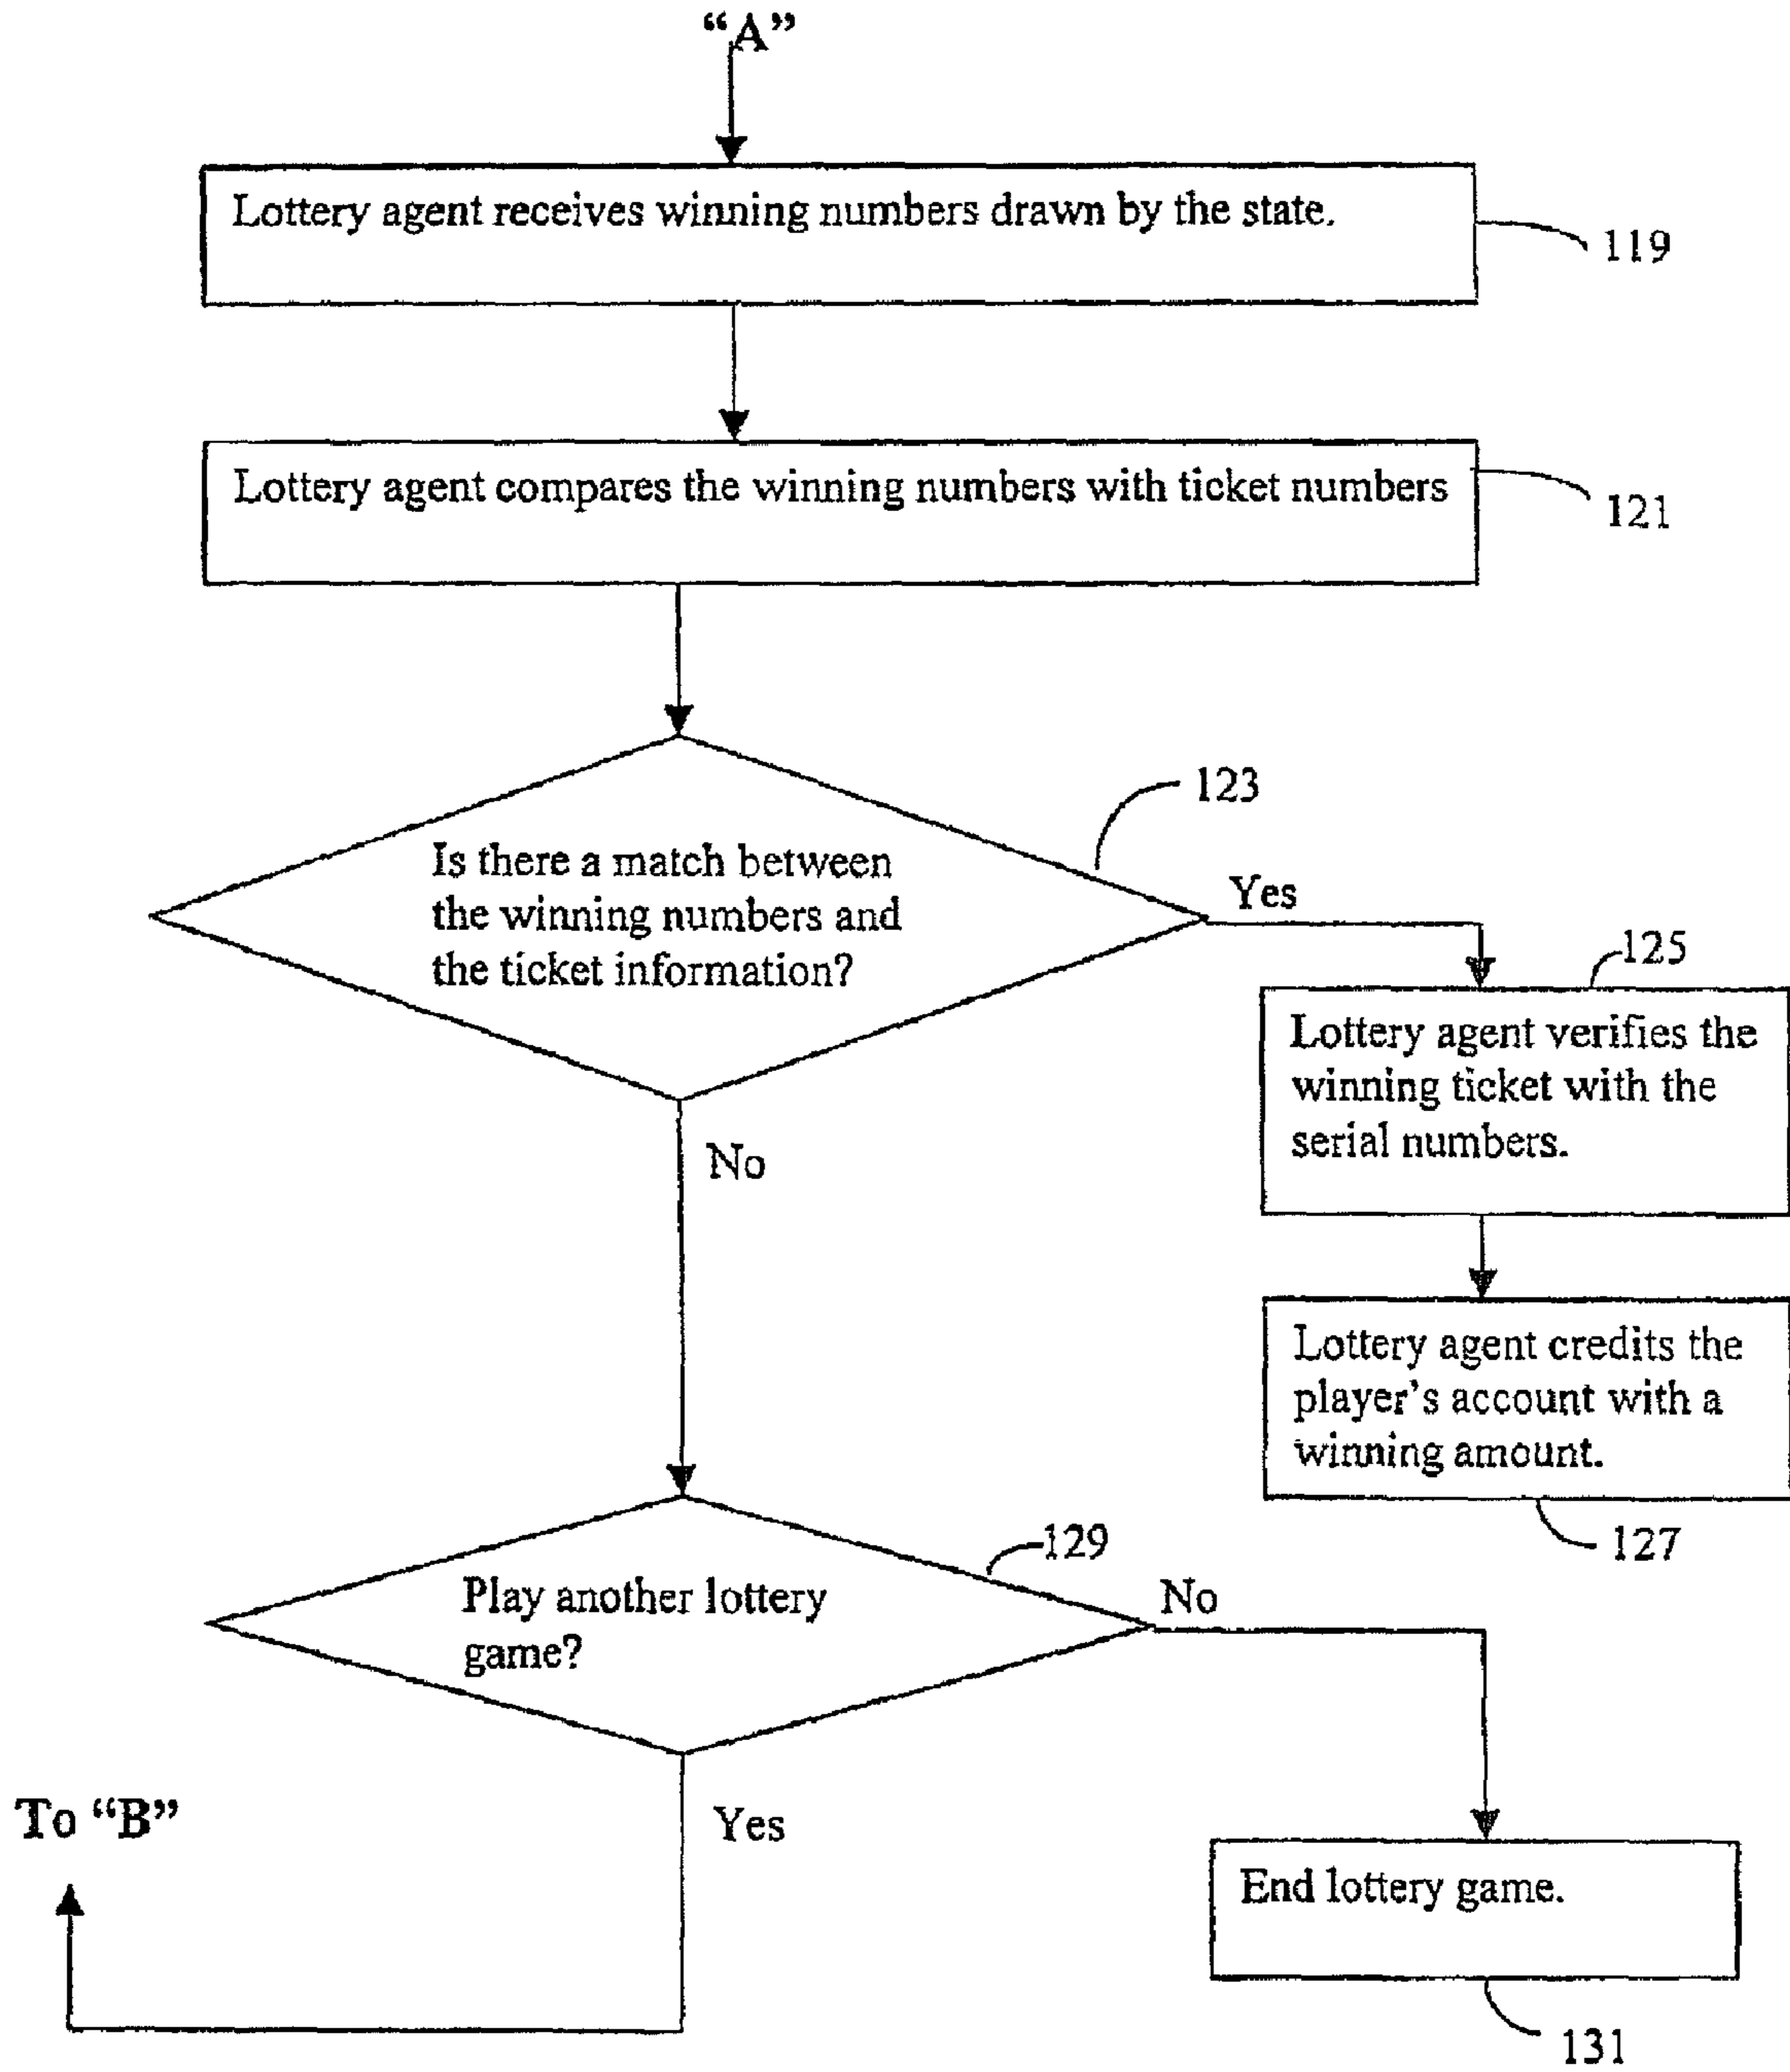 “A”
Lottery agent receives winning numbers drawn by the state.
119
Lottery agent compares the winning numbers with ticket numbers
121
123
Is there a match between
the winning numbers and
the ticket information?
Yes
125
Lottery agent verifies the
winning ticket with the
serial numbers.
No
Lottery agent credits the
player’s account with a
winning amount.
127
129
Play another lottery
game?
No
To “B”
Yes
End lottery game.
131